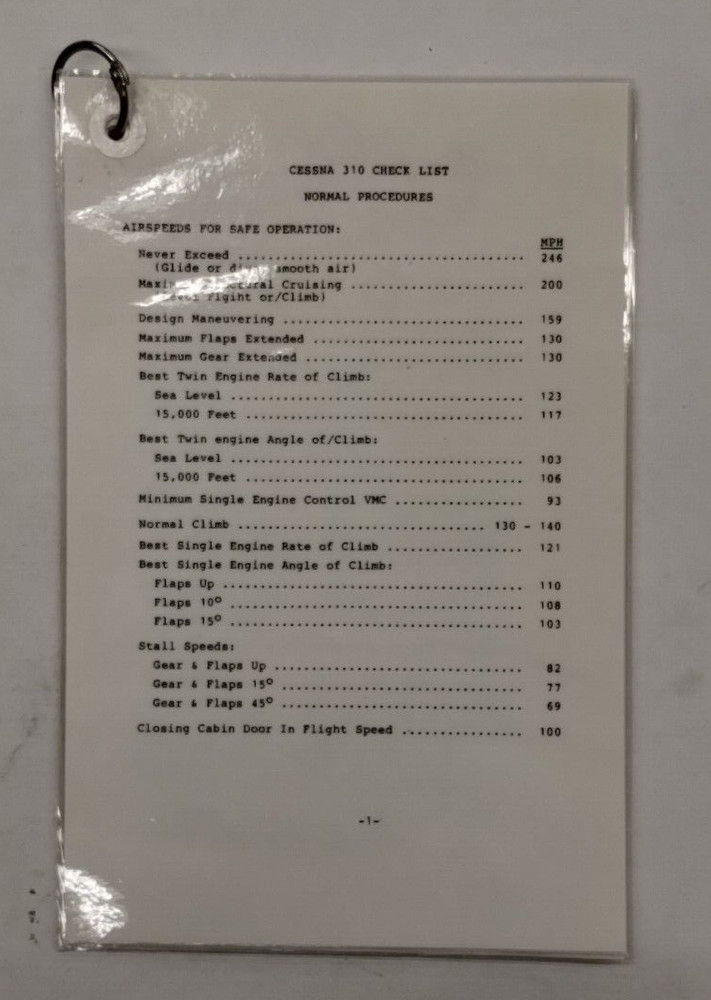 CESSNA 310 CHECK LIST
NORMAL PROCEDURES
AIRSPEEDS FOR SAFE OPERATION:
MPH
Never Exceed ..................................... 246
(Glide or smooth air)
Cruising ....................... 200
flgiht or/Climb)
Design Maneuvering ............................... 159
Maximum Flaps Extended ........................... 130
Maximum Gear Extended ............................ 130
Best Twin Engine Rate of Climb:
Sea Level ...................................... 123
15,000 Feet .................................... 117
Best Twin engine Angle of/Climb:
Sea Level ...................................... 103
15,000 Feet .................................... 106
Minimum Single Engine Control VMC ................. 93
Normal Climb ................................ 130 - 140
Best Single Engine Rate of Climb .................. 121
Best Single Engine Angle of Climb:
Flaps Up ....................................... 110
Flaps 10° ...................................... 108
Flaps 15° ...................................... 103
Stall Speeds:
Gear & Flaps Up ................................ 82
Gear & Flaps 15° ............................... 77
Gear & Flaps 45° ............................... 69
Closing Cabin Door In Flight Speed ................ 100
-1-